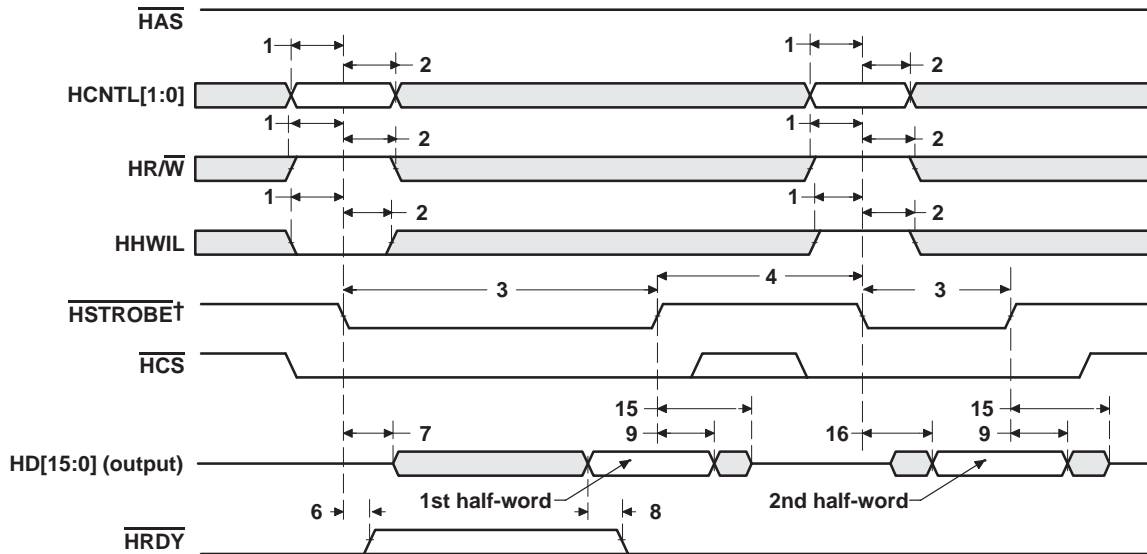 HAS
1 1
2 2
HCNTL[1:0]
1 1
2 2
HR/W
1 1
2 2
HHWIL
3 4 3
HSTROBE†
HCS
15 15
7 9 16 9
HD[15:0] (output)
1st half-word 2nd half-word
6 8
HRDY